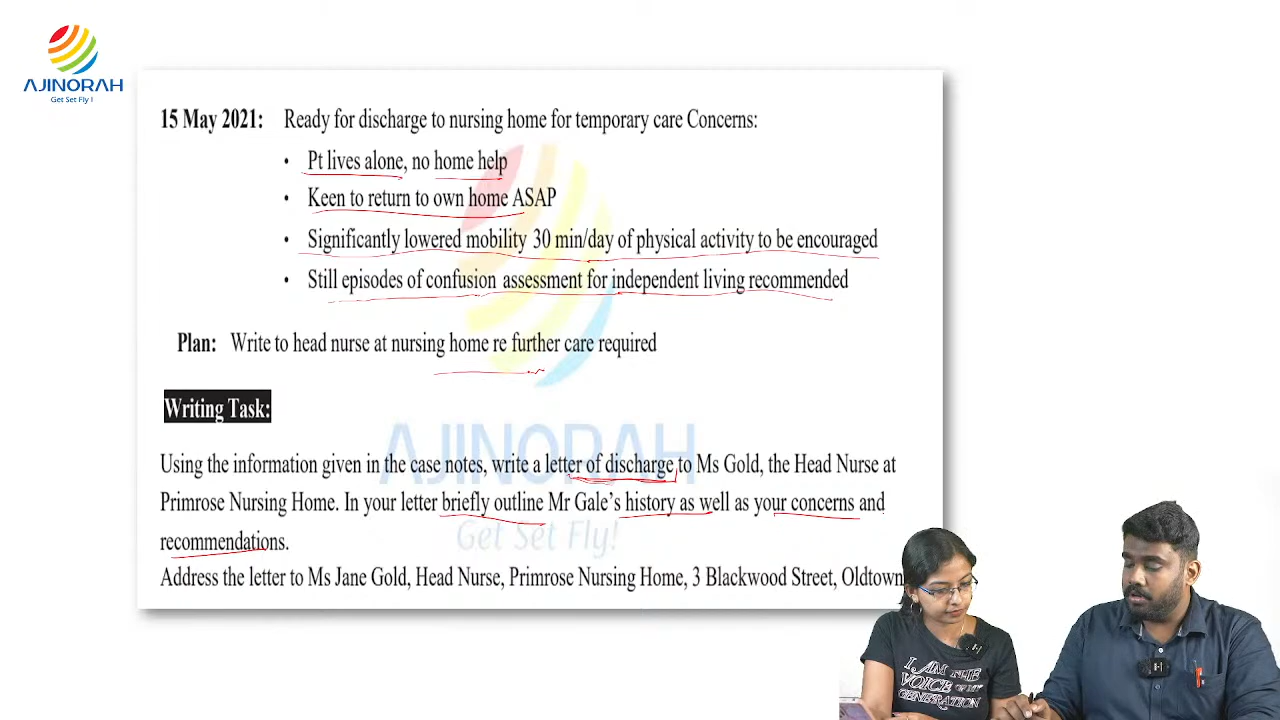 AJINORAH
Get Set Fly !
15 May 2021: Ready for discharge to nursing home for temporary care Concerns:
• Pt lives alone, no home help
• Keen to return to own home ASAP
• Significantly lowered mobility 30 min/day of physical activity to be encouraged
• Still episodes of confusion assessment for independent living recommended
Plan: Write to head nurse at nursing home re further care required
Writing Task:
AJINORAH
Using the information given in the case notes, write a letter of discharge to Ms Gold, the Head Nurse at
Primrose Nursing Home. In your letter briefly outline Mr Gale's history as well as your concerns and
Get Set Fly!
recommendations.
Address the letter to Ms Jane Gold, Head Nurse, Primrose Nursing Home, 3 Blackwood Street, Oldtown
I AM THE
VOICE OF MY
GENERATION